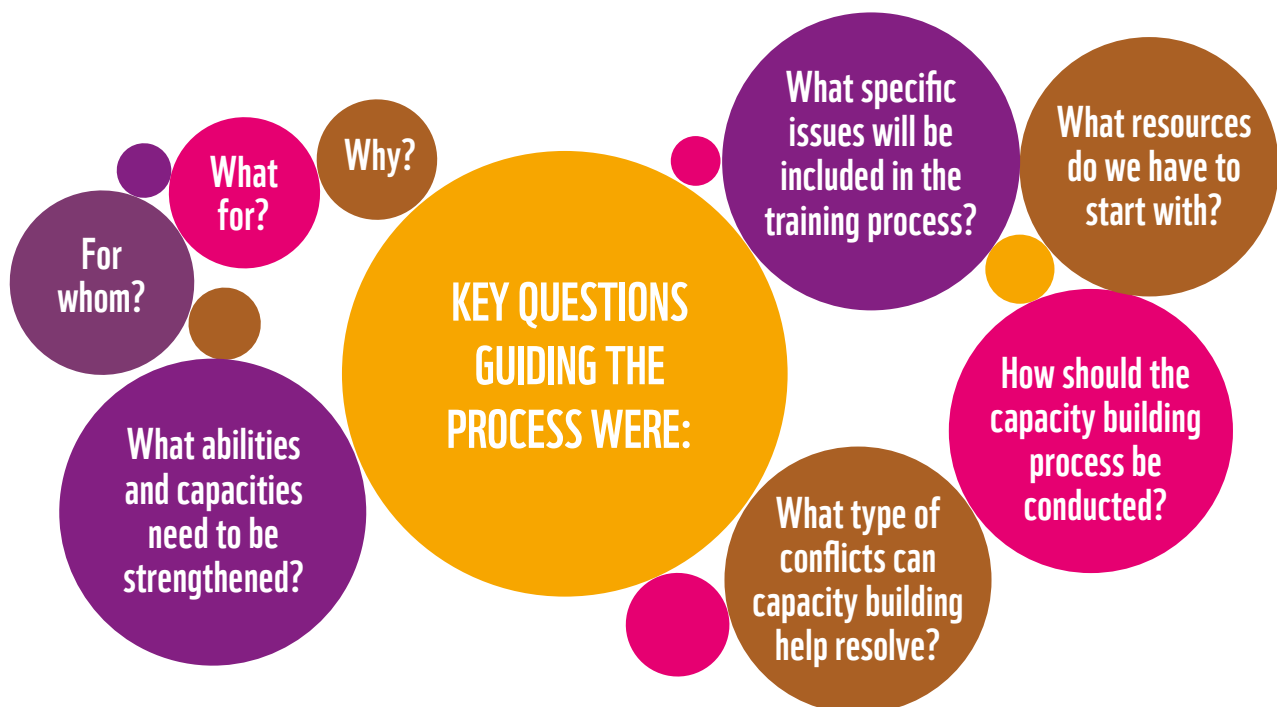 KEY QUESTIONS
GUIDING THE
PROCESS WERE:
Why?
What
for?
For
whom?
What abilities
and capacities
need to be
strengthened?
What specific
issues will be
included in the
training process?
What resources
do we have to
start with?
How should the
capacity building
process be
conducted?
What type of
conflicts can
capacity building
help resolve?